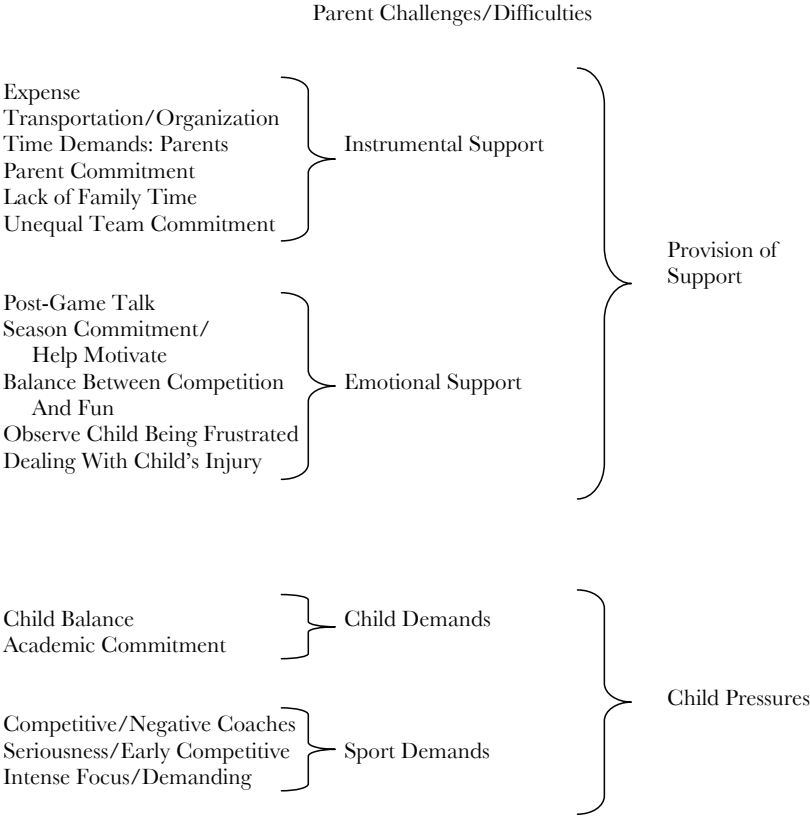 Parent Challenges/Difficulties
Expense
Transportation/Organization
Time Demands: Parents
Parent Commitment
Lack of Family Time
Unequal Team Commitment
Instrumental Support
Post-Game Talk
Season Commitment/
Help Motivate
Balance Between Competition
And Fun
Observe Child Being Frustrated
Dealing With Child’s Injury
Emotional Support
Provision of
Support
Child Balance
Academic Commitment
Child Demands
Competitive/Negative Coaches
Seriousness/Early Competitive
Intense Focus/Demanding
Sport Demands
Child Pressures